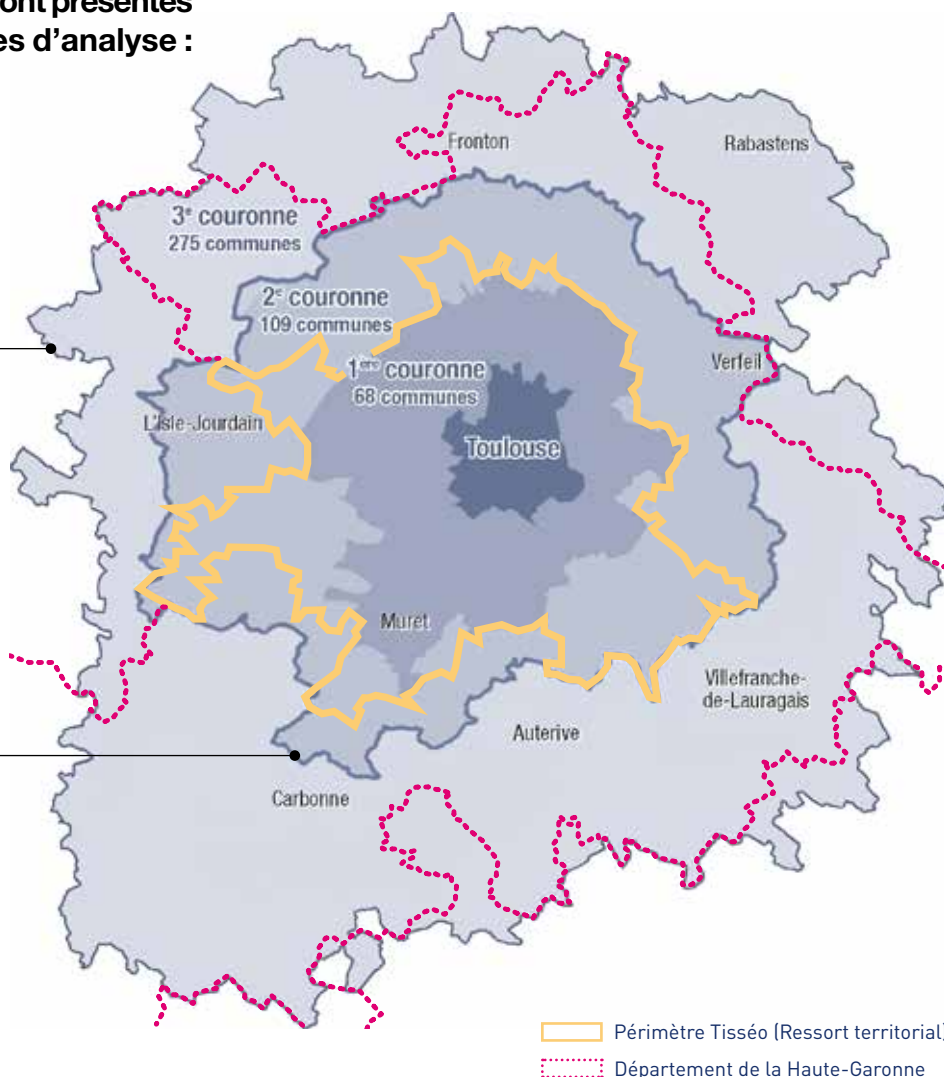 ont présentés
es d’analyse :
Fronton
Rabastens
3e couronne
275 communes
2e couronne
109 communes
Verfeil
1ère couronne
68 communes
L'Isle-Jourdain
Toulouse
Muret
Villefranche-
de-Lauragais
Auterive
Carbonne
Périmètre Tisséo (Ressort territorial)
Département de la Haute-Garonne